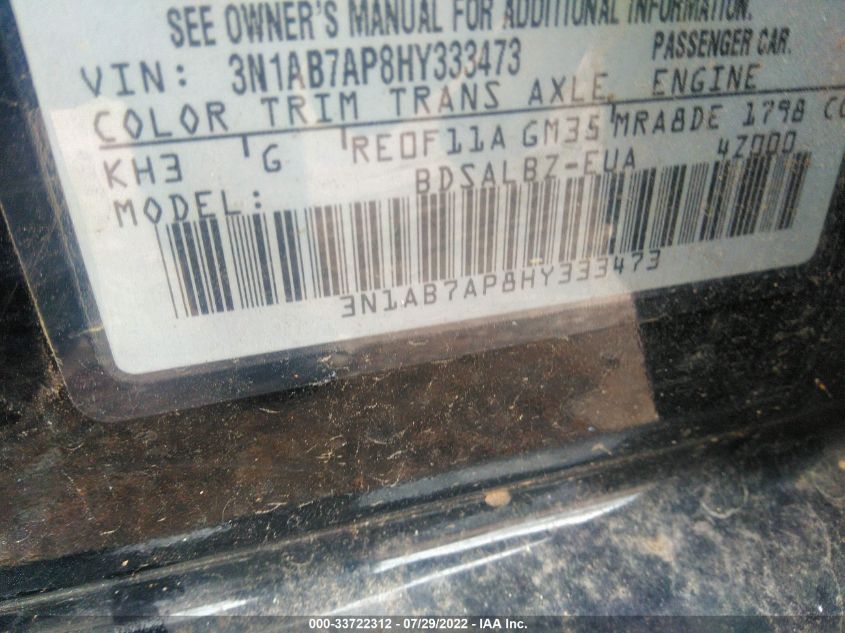 SEE OWNER'S MANUAL FOR ADDITIONAL INFORMATION.
PASSENGER CAR.
VIN: 3N1AB7AP8HY333473
COLOR TRIM TRANS AXLE ENGINE
KH3 G RE0F11A GM35 MRA8DE 1798 CC
MODEL: BDSALBZ-EUA 4Z000
3N1AB7AP8HY333473
000-33722312 - 07/29/2022 - IAA Inc.